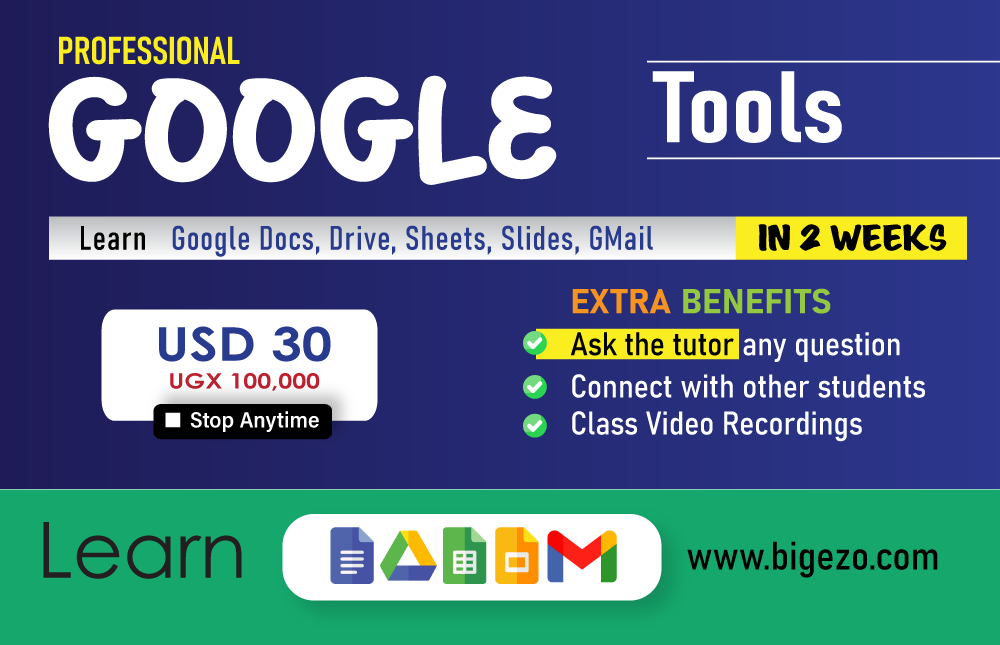 PROFESSIONAL
GOOGLE
Tools
Learn Google Docs, Drive, Sheets, Slides, GMail
IN 2 WEEKS
USD 30
UGX 100,000
Stop Anytime
EXTRA BENEFITS
Ask the tutor any question
Connect with other students
Class Video Recordings
Learn
www.bigezo.com